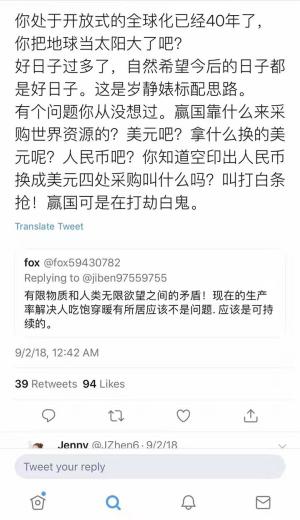 你处于开放式的全球化已经40年了，
你把地球当太阳大了吧？
好日子过多了，自然希望今后的日子都
是好日子。这是岁静婊标配思路。
有个问题你从没想过。赢国靠什么来采
购世界资源的？美元吧？拿什么换的美
元呢？人民币吧？你知道空印出人民币
换成美元四处采购叫什么吗？叫打白条
抢！赢国可是在打劫白鬼。
Translate Tweet
fox @fox59430782
Replying to @jiben97559755
有限物质和人类无限欲望之间的矛盾！现在的生产
率解决人吃饱穿暖有所居应该不是问题. 应该是可持
续的。
9/2/18, 12:42 AM
39 Retweets 94 Likes
Jenny @JZhen6 · 9/2/18
Tweet your reply